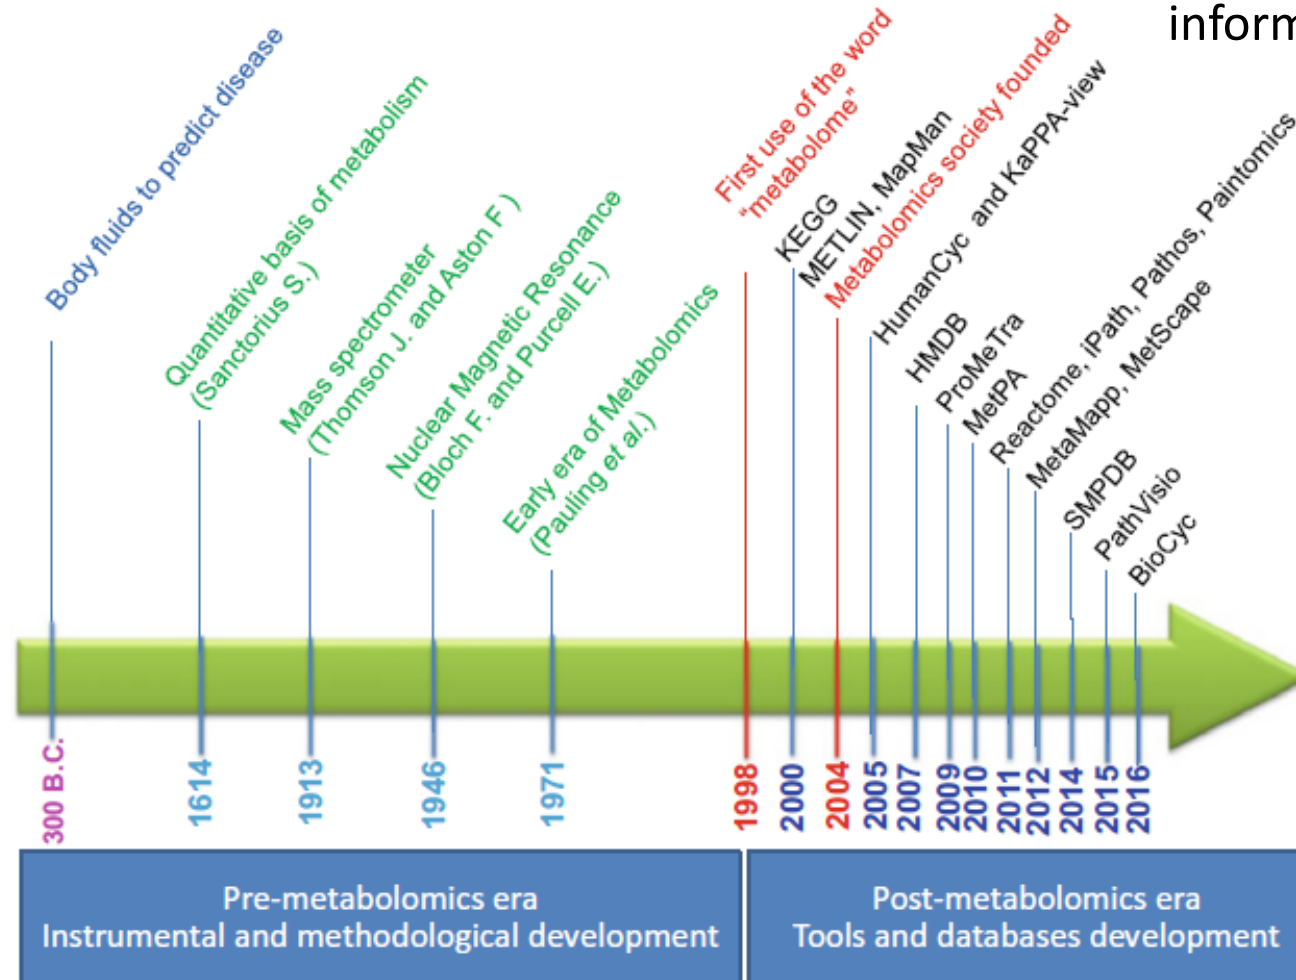 inform
Body fluids to predict disease
Quantitative basis of metabolism
(Sanctorius S.)
Mass spectrometer
(Thomson J. and Aston F )
Nuclear Magnetic Resonance
(Bloch F. and Purcell E.)
Early era of Metabolomics
(Pauling et al.)
First use of the word
“metabolome”
KEGG
METLIN, MapMan
Metabolomics society founded
HumanCyc and KaPPA-view
HMDB
ProMeTra
MetPA
Reactome, iPath, Pathos, Paintomics
MetaMapp, MetScape
SMPDB
PathVisio
BioCyc
300 B.C.
1614
1913
1946
1971
1998
2000
2004
2005
2007
2009
2010
2011
2012
2014
2015
2016
Pre-metabolomics era
Instrumental and methodological development
Post-metabolomics era
Tools and databases development